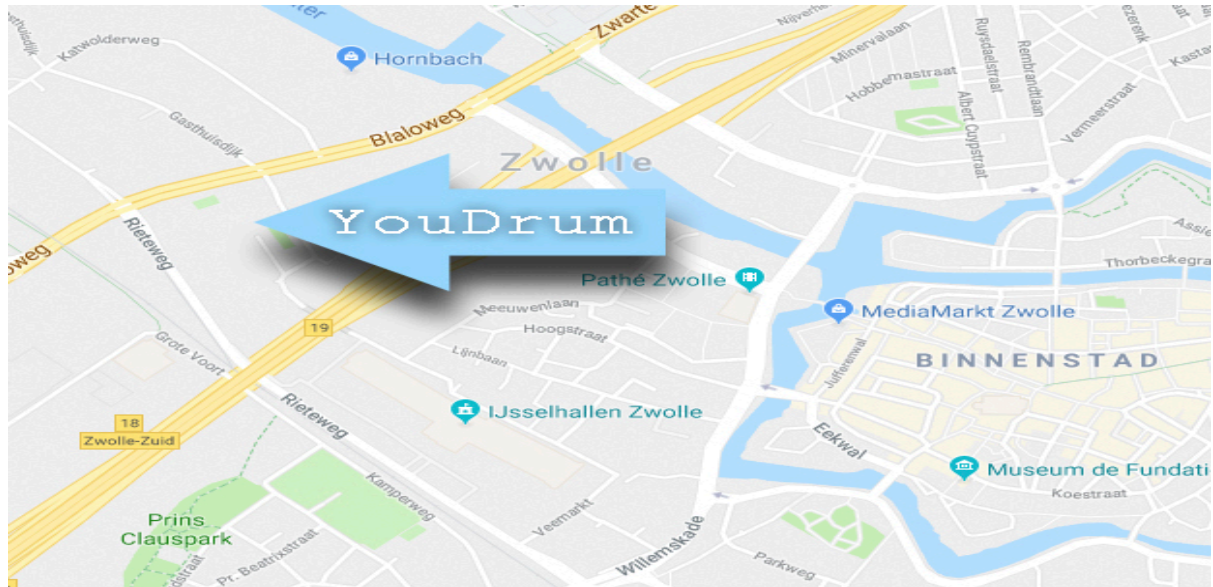 Zwarte
Nijverhe
Katwolderweg
Hornbach
Minervalaan
Ruysdaelstraat
Rembrandtlaan
Hobbemastraat
Albert Cuypstraat
Vermeerstraat
Gasthuisdijk
Blaloweg
Zwolle
YouDrum
Rieteweg
oweg
Thorbeckegra
Pathé Zwolle
Meeuwenlaan
MediaMarkt Zwolle
Hoogstraat
19
Lijnbaan
Jufferenwal
BINNENSTAD
Grote Voort
Rieteweg
IJsselhallen Zwolle
18
Zwolle-Zuid
Eekwal
Museum de Fundati
Kamperweg
Koestraat
Veemarkt
Prins
Clauspark
Willemskade
Pr. Beatrixstraat
Parkweg